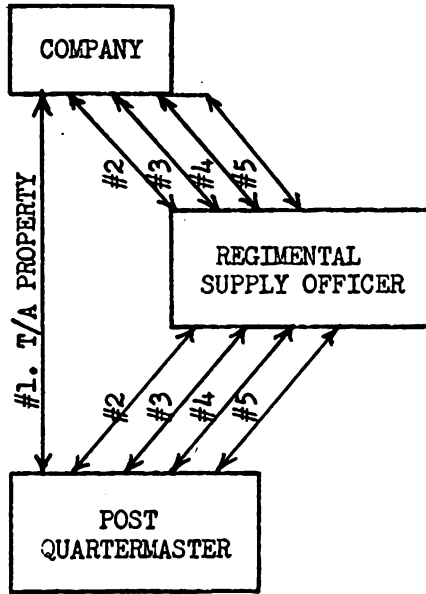 COMPANY
#2
#3
#4
#5
#1. T/A PROPERTY
REGIMENTAL
SUPPLY OFFICER
#2
#3
#4
#5
POST
QUARTERMASTER